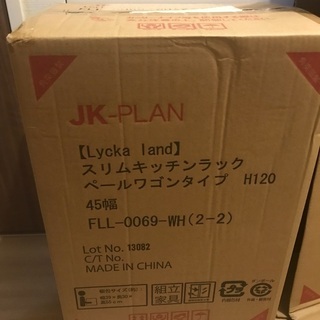 JK-PLAN
【Lycka land】
スリムキッチンラック
ペールワゴンタイプ H120
45幅
FLL-0069-WH(2-2)
Lot No. 13082
C/T No.
MADE IN CHINA
組立
家具